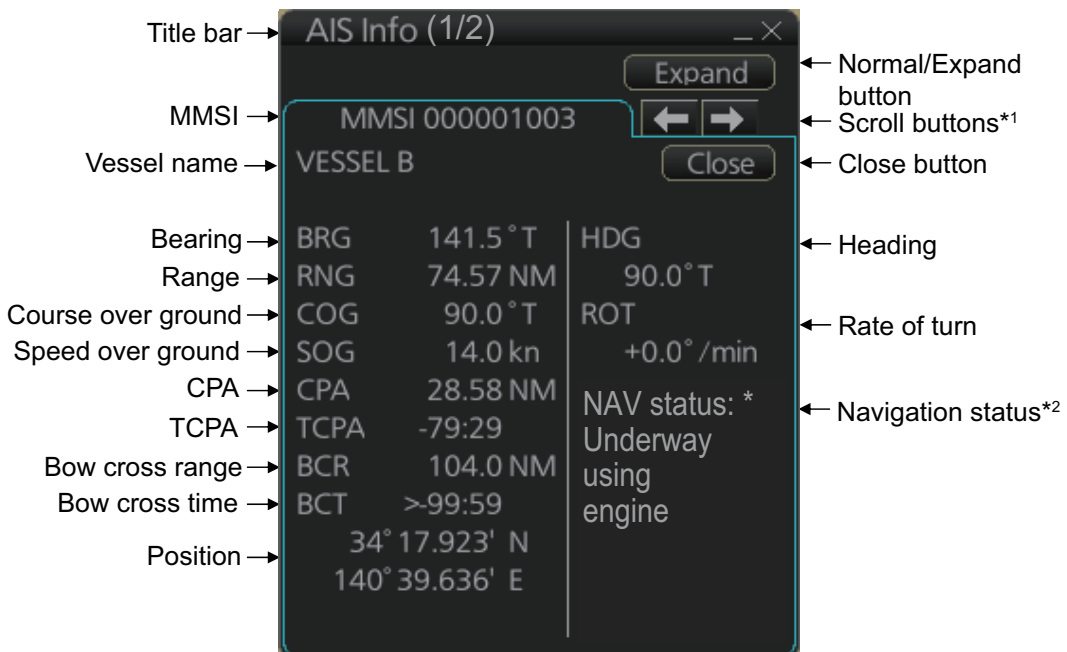 Title bar
AIS Info (1/2)
Expand
Normal/Expand
button
MMSI
MMSI 000001003
Scroll buttons*1
Vessel name
VESSEL B
Close
Close button
Bearing
BRG 141.5°T
HDG
Heading
Range
RNG 74.57 NM
90.0°T
Course over ground
COG 90.0°T
ROT
Rate of turn
Speed over ground
SOG 14.0 kn
+0.0°/min
CPA
CPA 28.58 NM
NAV status: *
Navigation status*2
TCPA
TCPA -79:29
Underway
Bow cross range
BCR 104.0 NM
using
Bow cross time
BCT >-99:59
engine
Position
34°17.923' N
140°39.636' E